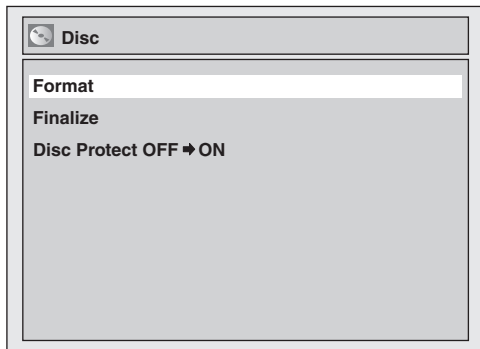 Disc
Format
Finalize
Disc Protect OFF ➡ ON